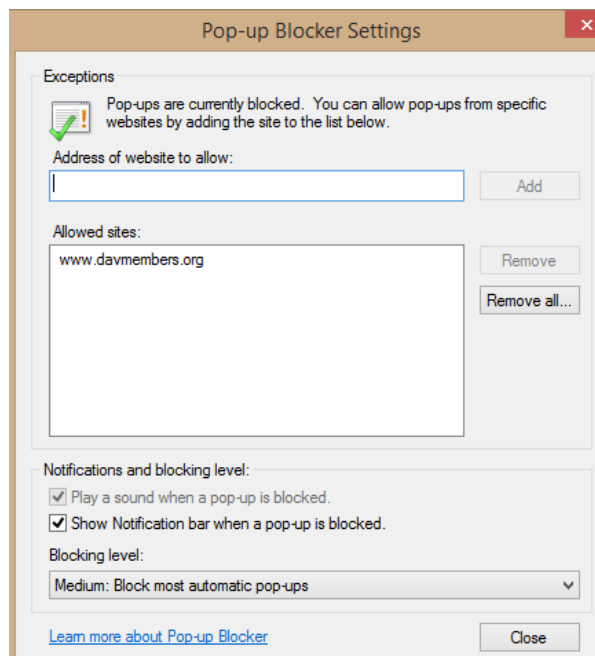 Pop-up Blocker Settings
Exceptions
Pop-ups are currently blocked.  You can allow pop-ups from specific
websites by adding the site to the list below.
Address of website to allow:
Add
Allowed sites:
www.davmembers.org
Remove
Remove all...
Notifications and blocking level:
Play a sound when a pop-up is blocked.
Show Notification bar when a pop-up is blocked.
Blocking level:
Medium: Block most automatic pop-ups
Learn more about Pop-up Blocker
Close